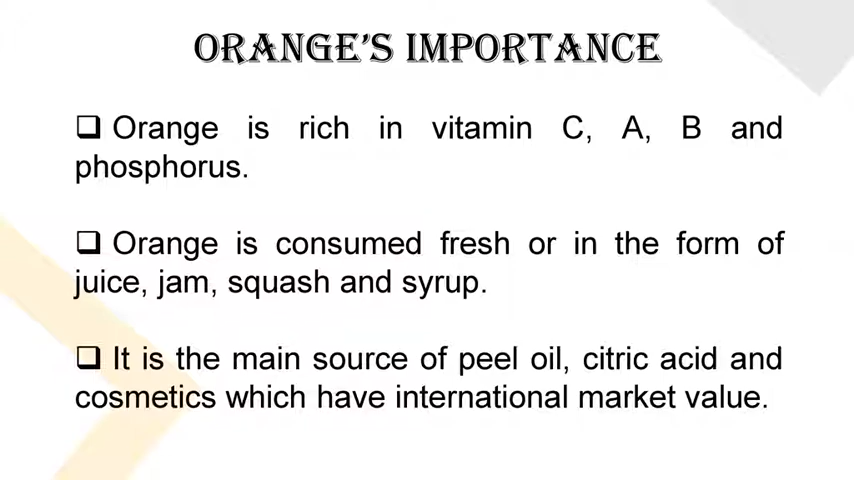 ORANGE'S IMPORTANCE
❑ Orange is rich in vitamin C, A, B and
phosphorus.
❑ Orange is consumed fresh or in the form of
juice, jam, squash and syrup.
❑ It is the main source of peel oil, citric acid and
cosmetics which have international market value.